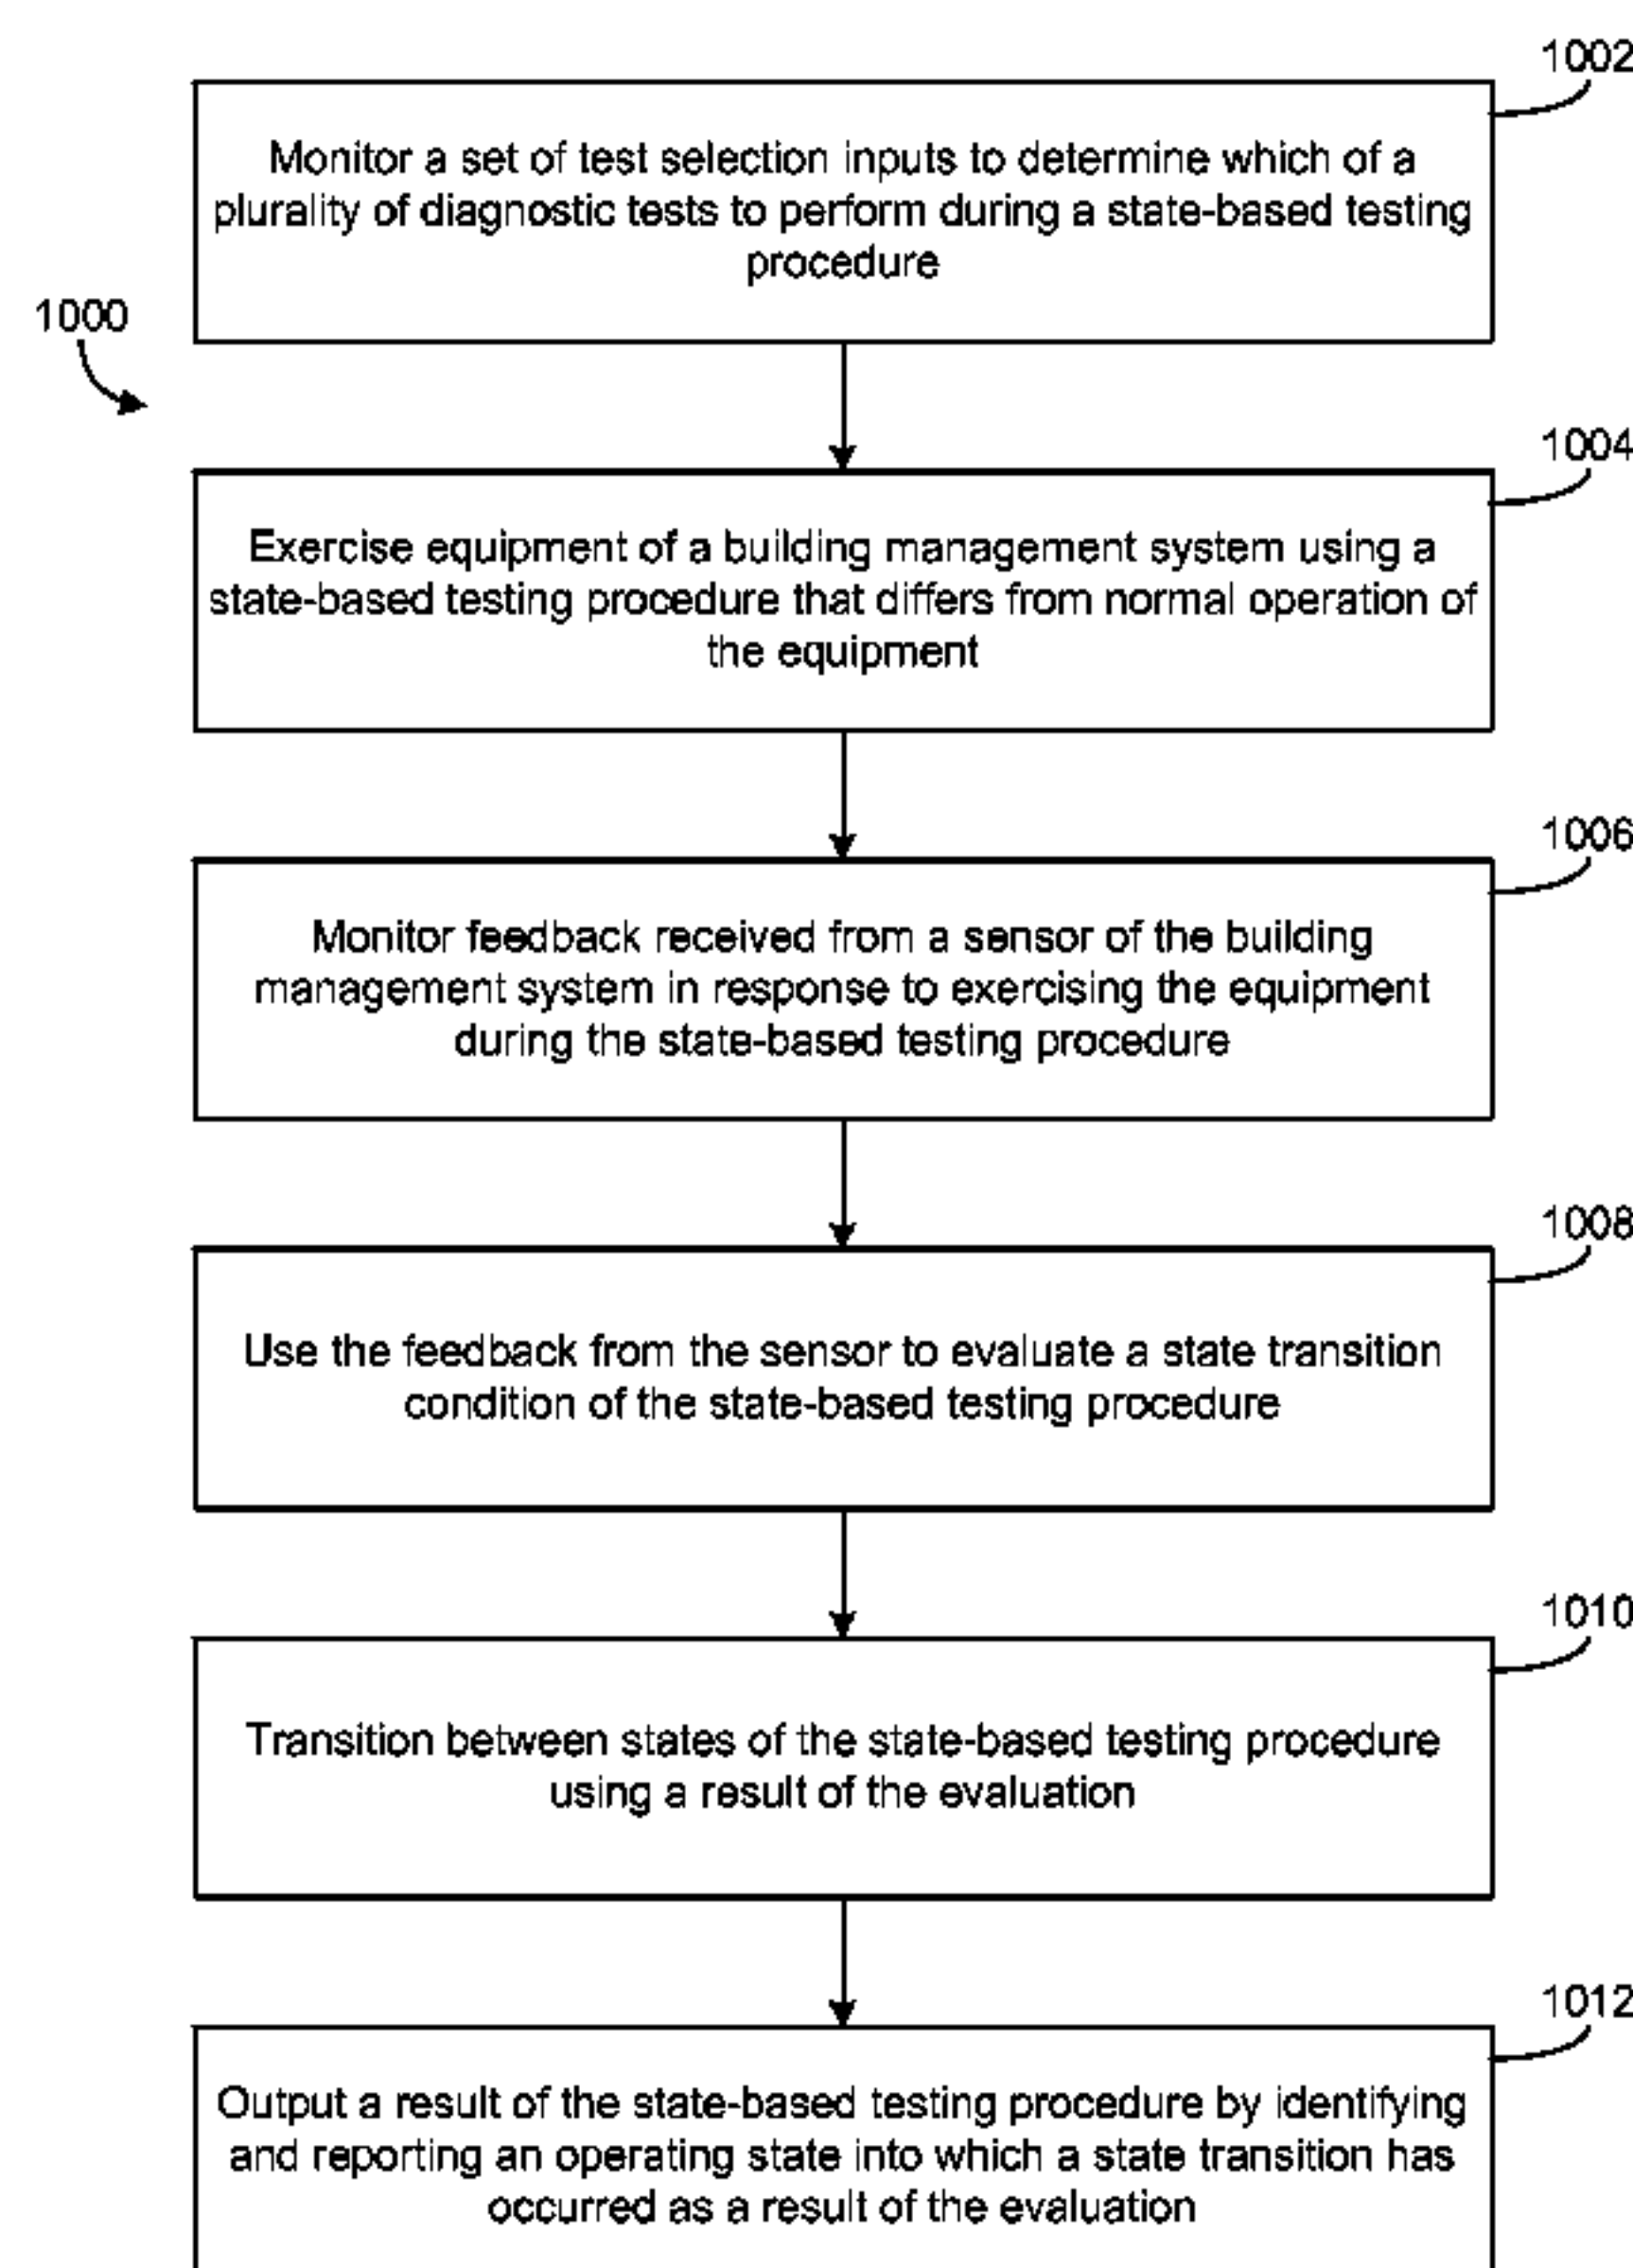 1002
Monitor a set of test selection inputs to determine which of a
plurality of diagnostic tests to perform during a state-based testing
procedure
1000
1004
Exercise equipment of a building management system using a
state-based testing procedure that differs from normal operation of
the equipment
1006
Monitor feedback received from a sensor of the building
management system in response to exercising the equipment
during the state-based testing procedure
1008
Use the feedback from the sensor to evaluate a state transition
condition of the state-based testing procedure
1010
Transition between states of the state-based testing procedure
using a result of the evaluation
1012
Output a result of the state-based testing procedure by identifying
and reporting an operating state into which a state transition has
occurred as a result of the evaluation